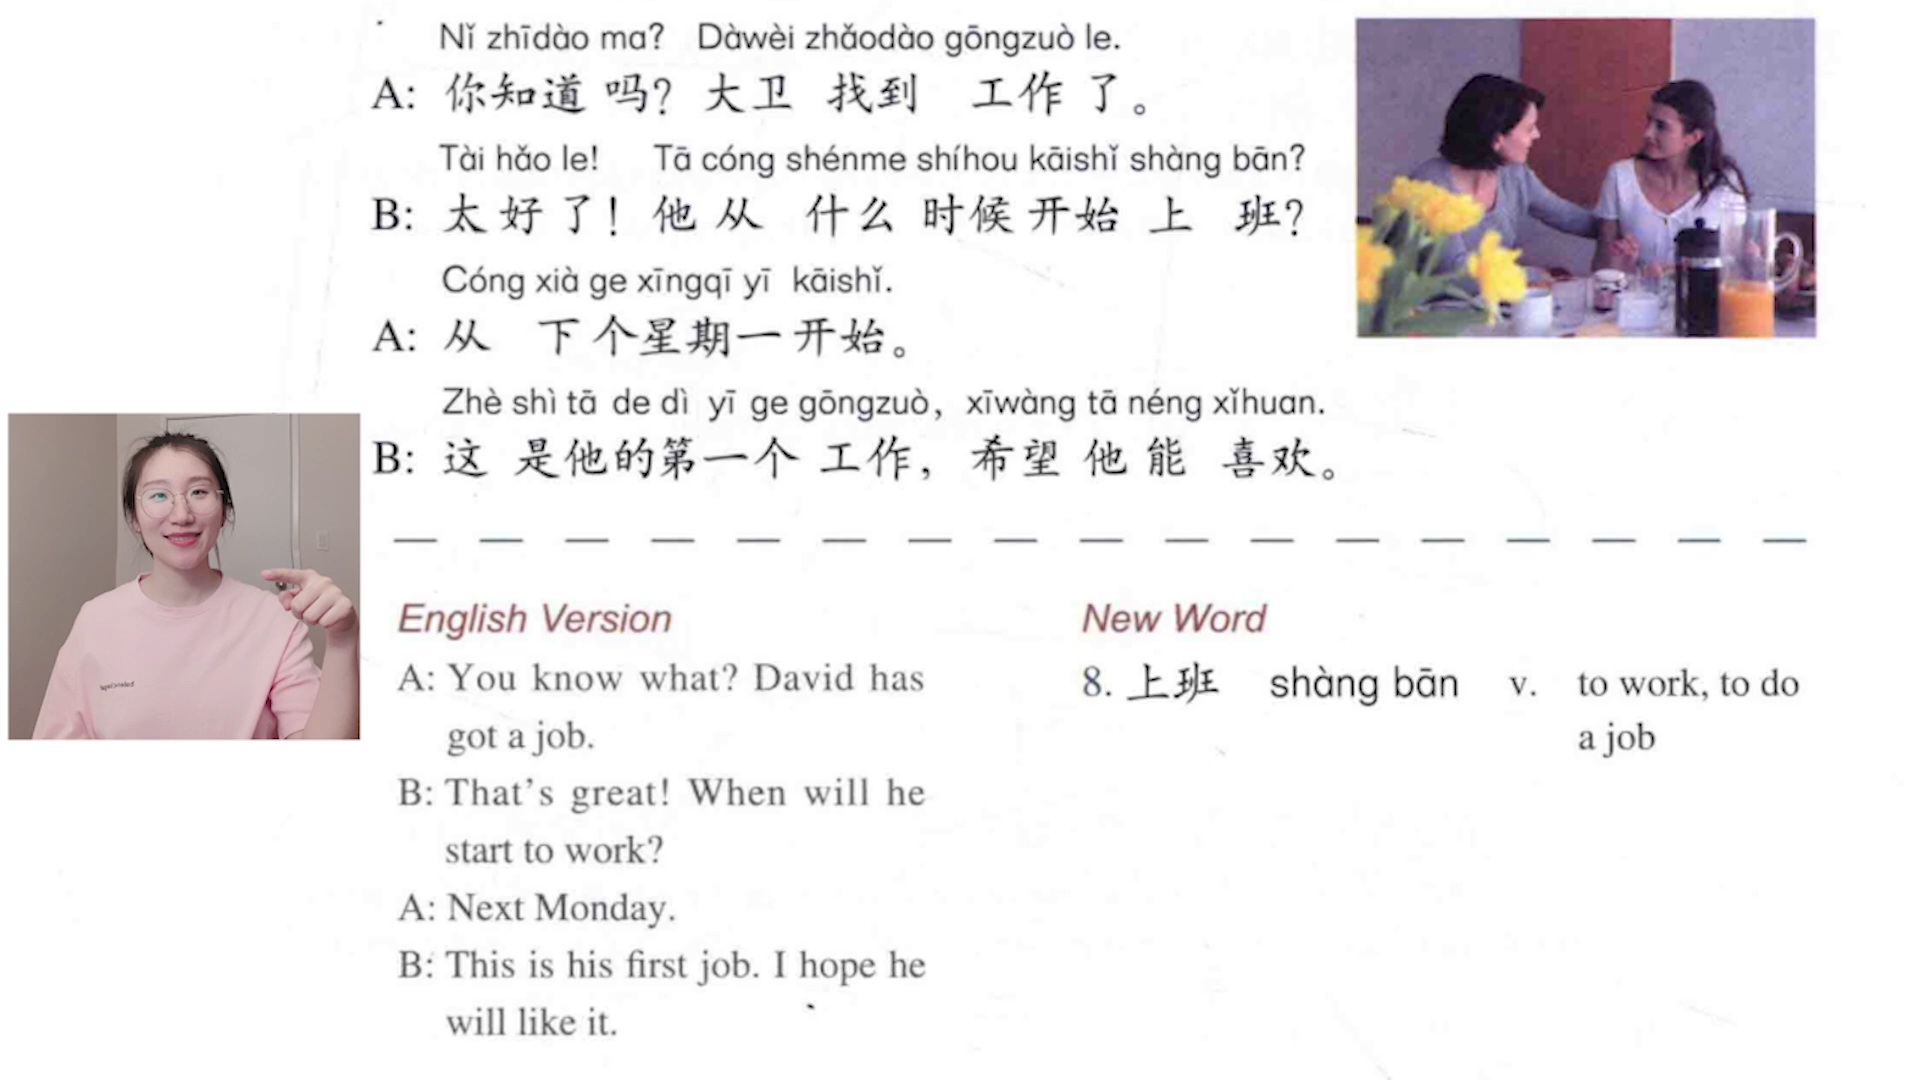 Nǐ zhīdào ma? Dàwèi zhǎodào gōngzuò le.
A: 你知道吗？大卫找到工作了。
Tài hǎo le! Tā cóng shénme shíhou kāishǐ shàng bān?
B: 太好了！他从什么时候开始上班？
Cóng xià ge xīngqī yī kāishǐ.
A: 从下个星期一开始。
Zhè shì tā de dì yī ge gōngzuò, xīwàng tā néng xǐhuan.
B: 这是他的第一个工作，希望他能喜欢。
English Version
A: You know what? David has
got a job.
B: That's great! When will he
start to work?
A: Next Monday.
B: This is his first job. I hope he
will like it.
New Word
8. 上班 shàng bān v. to work, to do
a job